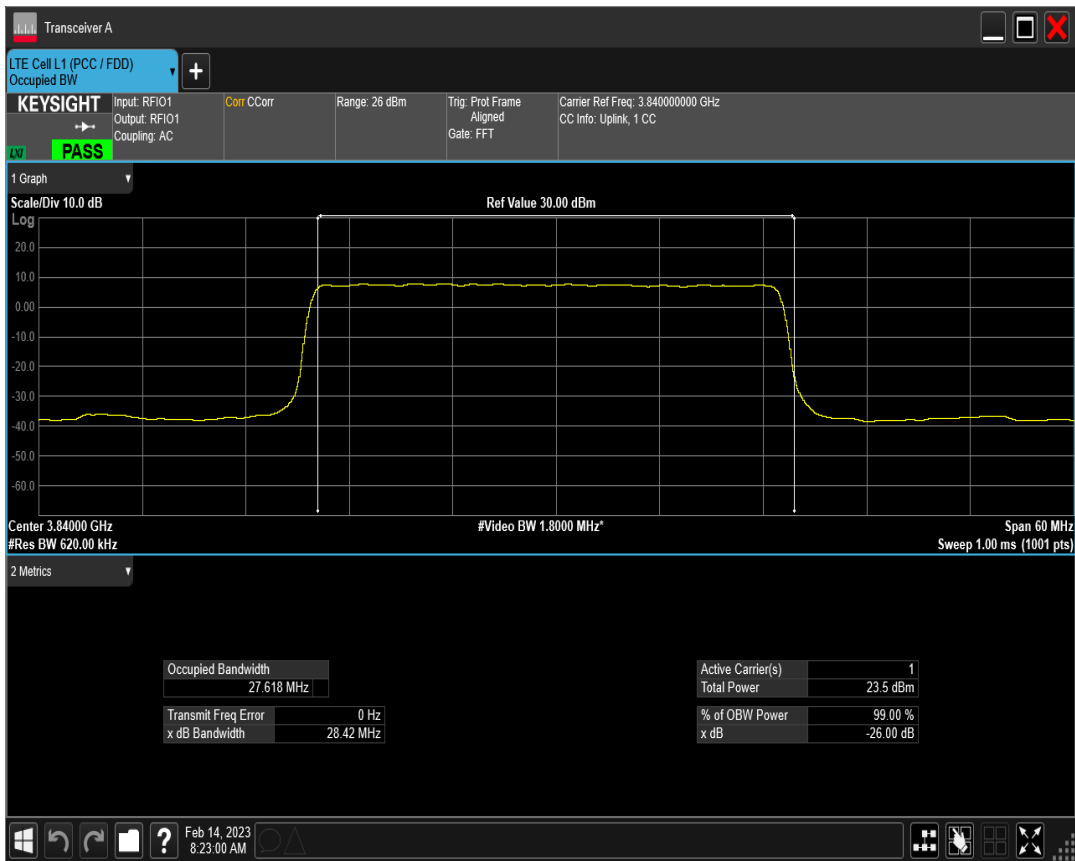 Transceiver A
LTE Cell L1 (PCC / FDD)
Occupied BW
KEYSIGHT
LXI
PASS
Input: RFIO1
Output: RFIO1
Coupling: AC
Corr CCorr
Range: 26 dBm
Trig: Prot Frame
Aligned
Gate: FFT
Carrier Ref Freq: 3.840000000 GHz
CC Info: Uplink, 1 CC
1 Graph
Scale/Div 10.0 dB
Ref Value 30.00 dBm
Log
20.0
10.0
0.00
-10.0
-20.0
-30.0
-40.0
-50.0
-60.0
Center 3.84000 GHz
#Video BW 1.8000 MHz*
Span 60 MHz
#Res BW 620.00 kHz
Sweep 1.00 ms (1001 pts)
2 Metrics
Occupied Bandwidth
27.618 MHz
Transmit Freq Error 0 Hz
x dB Bandwidth 28.42 MHz
Active Carrier(s) 1
Total Power 23.5 dBm
% of OBW Power 99.00 %
x dB -26.00 dB
?
Feb 14, 2023
8:23:00 AM